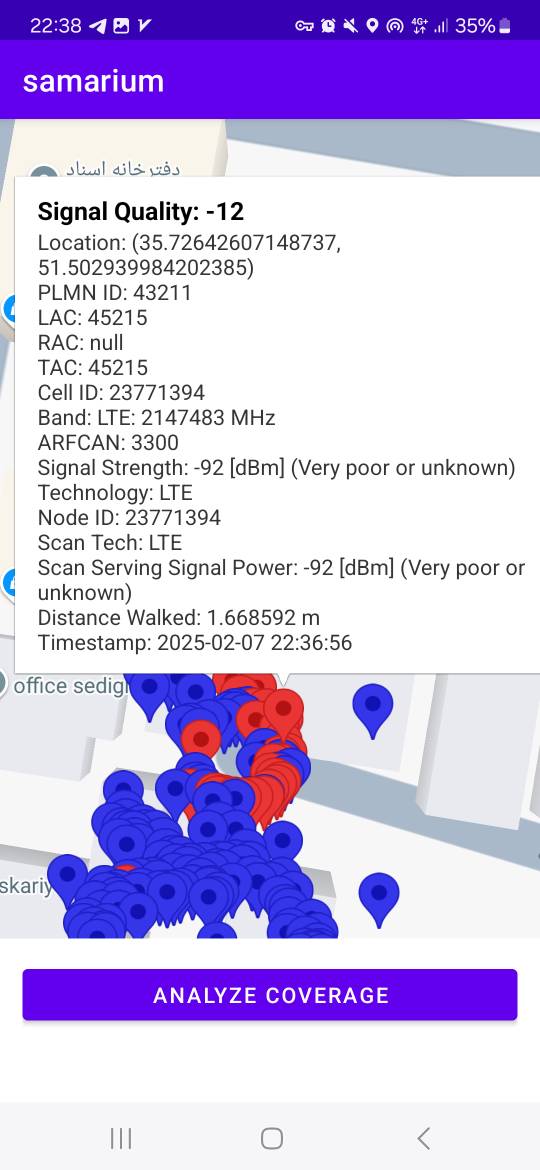 22:38 4G+ 35%
samarium
دفترخانه اسناد
Signal Quality: -12
Location: (35.72642607148737,
51.502939984202385)
PLMN ID: 43211
LAC: 45215
RAC: null
TAC: 45215
Cell ID: 23771394
Band: LTE: 2147483 MHz
ARFCAN: 3300
Signal Strength: -92 [dBm] (Very poor or unknown)
Technology: LTE
Node ID: 23771394
Scan Tech: LTE
Scan Serving Signal Power: -92 [dBm] (Very poor or
unknown)
Distance Walked: 1.668592 m
Timestamp: 2025-02-07 22:36:56
office sedigh
skariy
ANALYZE COVERAGE